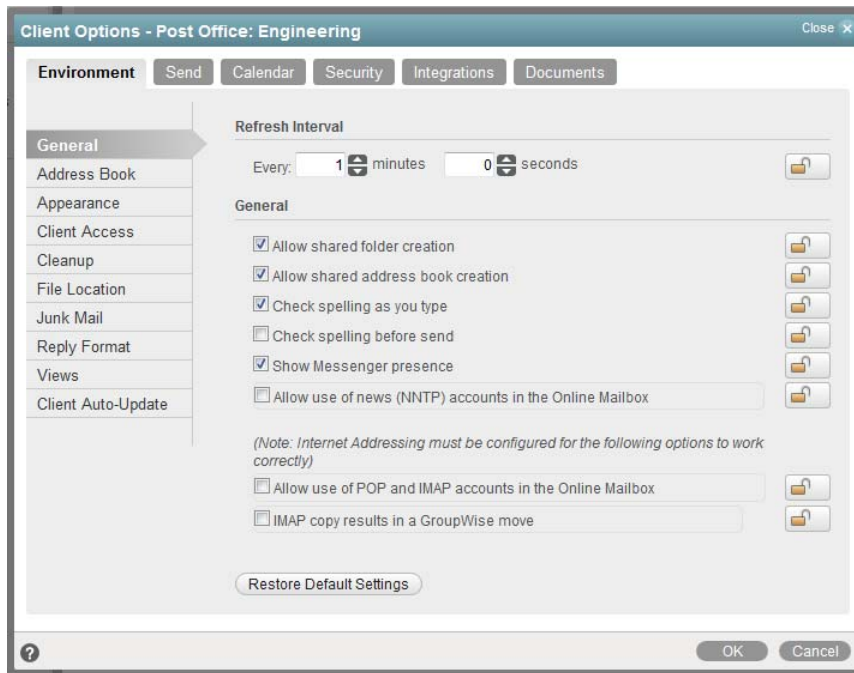 Client Options - Post Office: Engineering
Close x
Environment Send Calendar Security Integrations Documents
General
Address Book
Appearance
Client Access
Cleanup
File Location
Junk Mail
Reply Format
Views
Client Auto-Update
Refresh Interval
Every: 1 minutes 0 seconds
General
Allow shared folder creation
Allow shared address book creation
Check spelling as you type
Check spelling before send
Show Messenger presence
Allow use of news (NNTP) accounts in the Online Mailbox
(Note: Internet Addressing must be configured for the following options to work
correctly)
Allow use of POP and IMAP accounts in the Online Mailbox
IMAP copy results in a GroupWise move
Restore Default Settings
? OK Cancel